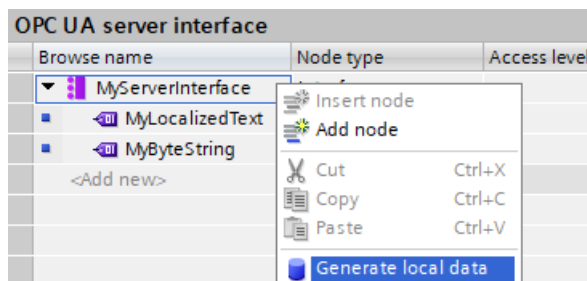 OPC UA server interface
Browse name Node type Access level
MyServerInterface
Insert node
MyLocalizedText
Add node
MyByteString
<Add new>
Cut Ctrl+X
Copy Ctrl+C
Paste Ctrl+V
Generate local data